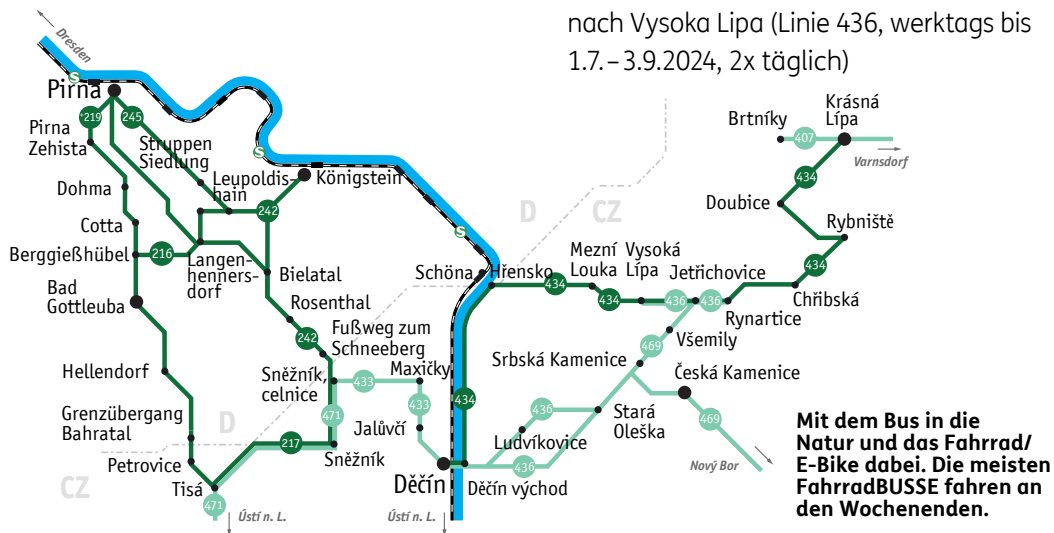 nach Vysoka Lipa (Linie 436, werktags bis
1.7. – 3.9.2024, 2x täglich)
Dresden
S
Pirna
*219
245
Pirna
Zehista
Struppen
Siedlung
S
Dohma
Leupoldis-
hain
Königstein
242
Cotta
S
Berggießhübel
216
Langen-
henners-
dorf
Bielatal
Bad
Gottleuba
Rosenthal
242
Fußweg zum
Schneeberg
Hellendorf
Sněžník,
celnice
433
Maxičky
433
D
471
Grenzübergang
Bahratal
Jalůvčí
217
Sněžník
Petrovice
CZ
Tisá
471
Ústí n. L.
Děčín
Děčín východ
Ústí n. L.
Brtníky
407
Krásná
Lípa
Varnsdorf
434
Doubice
Rybniště
434
D
CZ
Schöna
Hřensko
434
Mezní
Louka
434
Vysoká
Lípa
436
Jetřichovice
436
Rynartice
Chřibská
Všemily
469
Srbská Kamenice
Česká Kamenice
434
436
Ludvíkovice
436
Stará
Oleška
469
Nový Bor
Mit dem Bus in die
Natur und das Fahrrad/
E-Bike dabei. Die meisten
FahrradBUSSE fahren an
den Wochenenden.